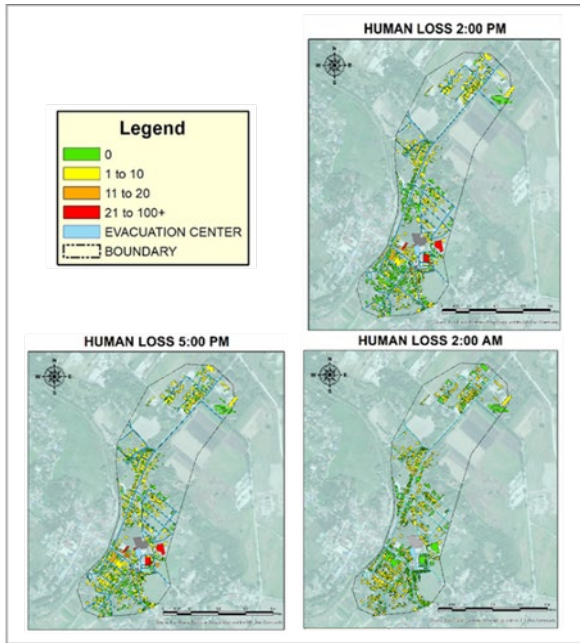 HUMAN LOSS 2:00 PM
N
W E
S
Legend
0
1 to 10
11 to 20
21 to 100+
EVACUATION CENTER
BOUNDARY
HUMAN LOSS 5:00 PM
N
W E
S
HUMAN LOSS 2:00 AM
N
W E
S